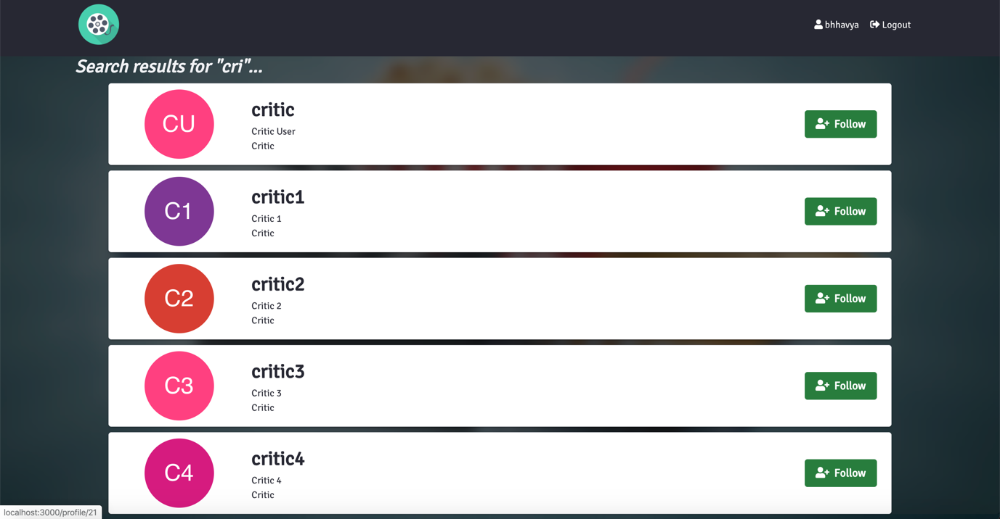 bhhavya Logout
Search results for "cri"...
CU
critic
Critic User
Critic
Follow
C1
critic1
Critic 1
Critic
Follow
C2
critic2
Critic 2
Critic
Follow
C3
critic3
Critic 3
Critic
Follow
C4
critic4
Critic 4
Critic
Follow
localhost:3000/profile/21